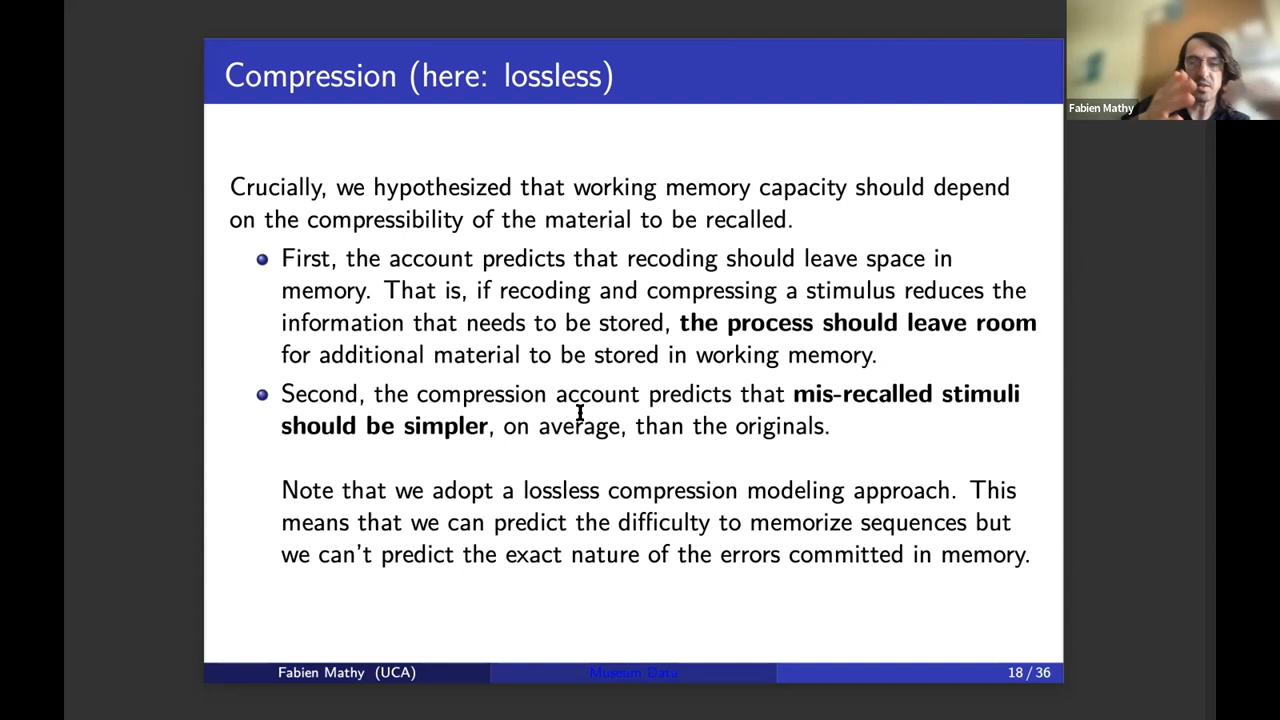 Compression (here: lossless)
Fabien Mathy
Crucially, we hypothesized that working memory capacity should depend
on the compressibility of the material to be recalled.
First, the account predicts that recoding should leave space in
memory. That is, if recoding and compressing a stimulus reduces the
information that needs to be stored, the process should leave room
for additional material to be stored in working memory.
Second, the compression account predicts that mis-recalled stimuli
should be simpler, on average, than the originals.
Note that we adopt a lossless compression modeling approach. This
means that we can predict the difficulty to memorize sequences but
we can't predict the exact nature of the errors committed in memory.
Fabien Mathy (UCA)
Museum Data
18 / 36